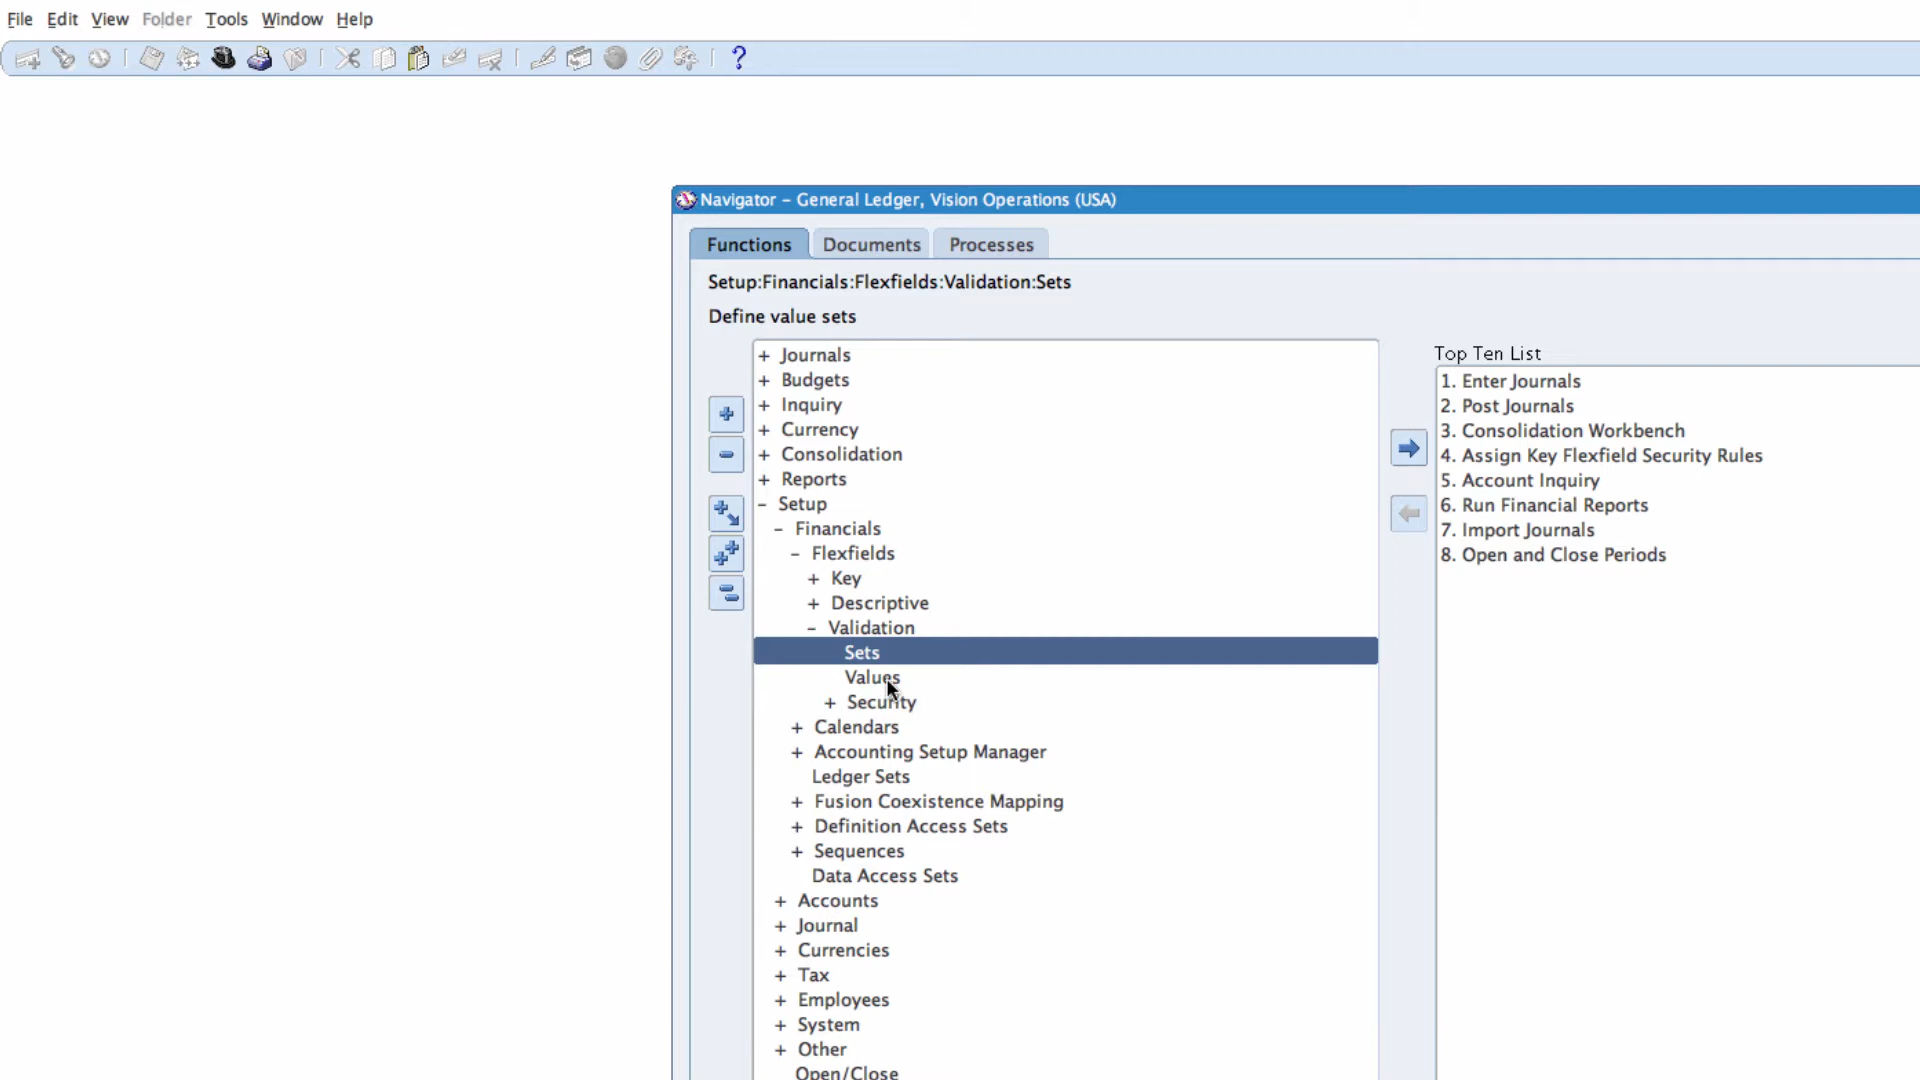 File Edit View Folder Tools Window Help
?
Navigator – General Ledger, Vision Operations (USA)
Functions Documents Processes
Setup:Financials:Flexfields:Validation:Sets
Define value sets
+ Journals
+ Budgets
+ Inquiry
+ Currency
+ Consolidation
+ Reports
– Setup
– Financials
– Flexfields
+ Key
+ Descriptive
– Validation
Sets
Values
+ Security
+ Calendars
+ Accounting Setup Manager
Ledger Sets
+ Fusion Coexistence Mapping
+ Definition Access Sets
+ Sequences
Data Access Sets
+ Accounts
+ Journal
+ Currencies
+ Tax
+ Employees
+ System
+ Other
Open/Close
Top Ten List
1. Enter Journals
2. Post Journals
3. Consolidation Workbench
4. Assign Key Flexfield Security Rules
5. Account Inquiry
6. Run Financial Reports
7. Import Journals
8. Open and Close Periods